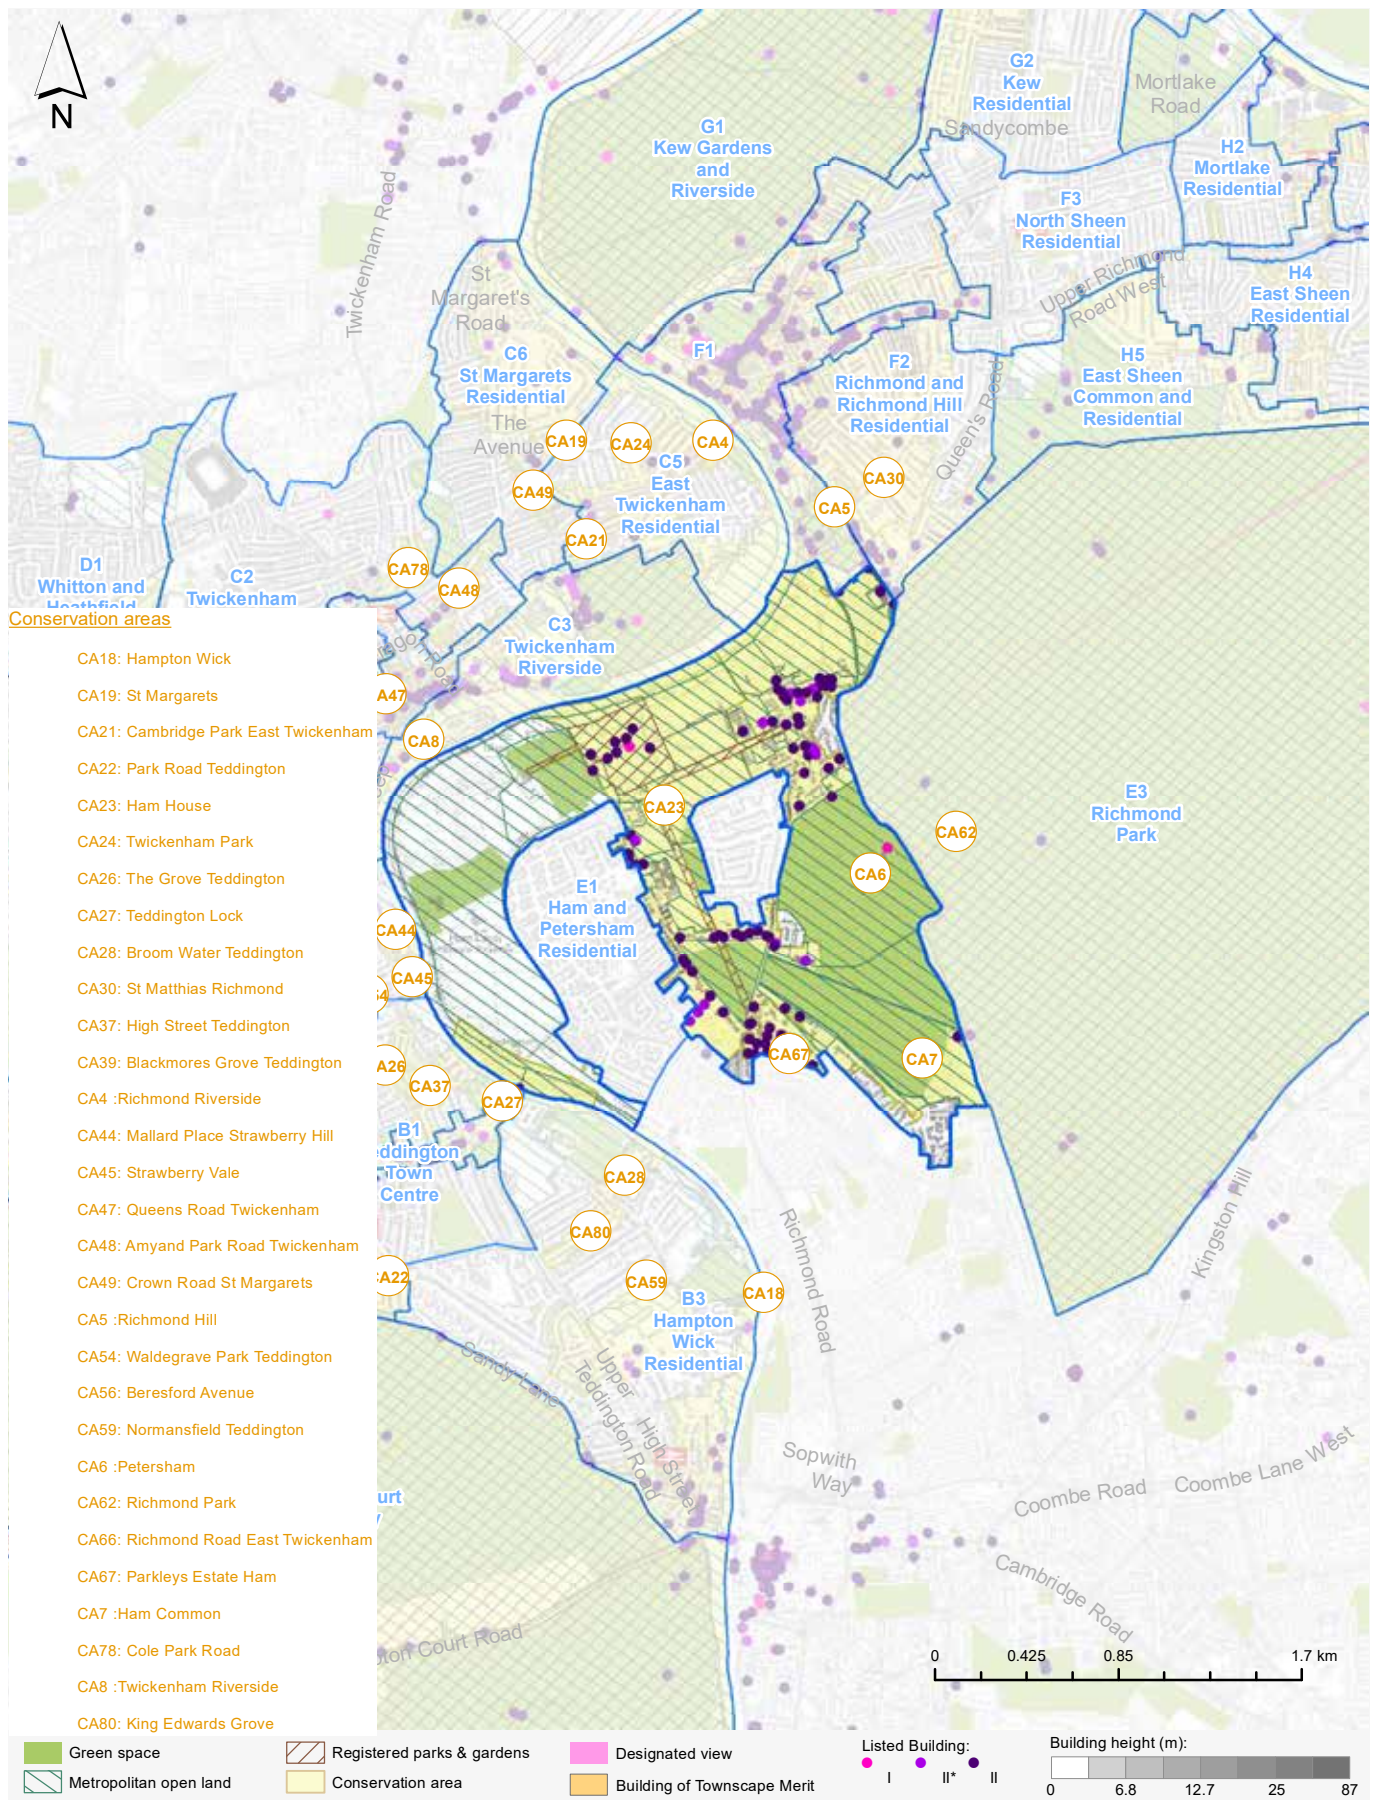 N
G2
Kew
Residential
Sandycombe
Mortlake
Road
G1
Kew Gardens
and
Riverside
H2
Mortlake
Residential
F3
North Sheen
Residential
Twickenham Road
St
Margaret's
Road
Upper Richmond
Road West
H4
East Sheen
Residential
C6
St Margarets
Residential
The
Avenue
F1
F2
Richmond and
Richmond Hill
Residential
Queen's Road
H5
East Sheen
Common and
Residential
CA19
CA24
CA4
C5
East
Twickenham
Residential
CA49
CA30
CA5
CA21
D1
Whitton and
Heathfield
C2
Twickenham
CA78
CA48
C3
Twickenham
Riverside
CA47
CA8
CA23
CA62
E3
Richmond
Park
CA6
E1
Ham and
Petersham
Residential
CA44
CA45
54
CA26
CA37
CA27
CA67
CA7
B1
eddington
Town
Centre
CA28
CA80
CA22
CA59
CA18
B3
Hampton
Wick
Residential
Richmond Road
Kingston Hill
Sandy Lane
Upper
Teddington Road
High Street
Sopwith
Way
Coombe Road
Coombe Lane West
Cambridge Road
urt
pton Court Road
Conservation areas
CA18: Hampton Wick
CA19: St Margarets
CA21: Cambridge Park East Twickenham
CA22: Park Road Teddington
CA23: Ham House
CA24: Twickenham Park
CA26: The Grove Teddington
CA27: Teddington Lock
CA28: Broom Water Teddington
CA30: St Matthias Richmond
CA37: High Street Teddington
CA39: Blackmores Grove Teddington
CA4 :Richmond Riverside
CA44: Mallard Place Strawberry Hill
CA45: Strawberry Vale
CA47: Queens Road Twickenham
CA48: Amyand Park Road Twickenham
CA49: Crown Road St Margarets
CA5 :Richmond Hill
CA54: Waldegrave Park Teddington
CA56: Beresford Avenue
CA59: Normansfield Teddington
CA6 :Petersham
CA62: Richmond Park
CA66: Richmond Road East Twickenham
CA67: Parkleys Estate Ham
CA7 :Ham Common
CA78: Cole Park Road
CA8 :Twickenham Riverside
CA80: King Edwards Grove
0 0.425 0.85 1.7 km
Green space
Metropolitan open land
Registered parks & gardens
Conservation area
Designated view
Building of Townscape Merit
Listed Building:
I II* II
Building height (m):
0 6.8 12.7 25 87